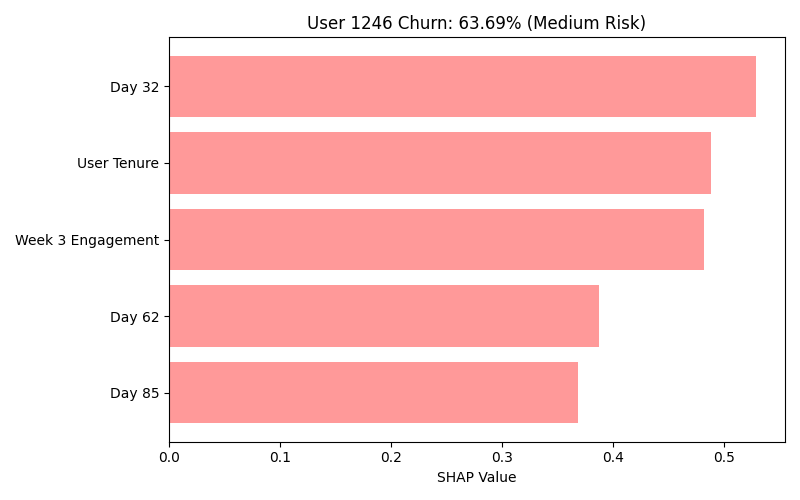 User 1246 Churn: 63.69% (Medium Risk)
Day 32
User Tenure
Week 3 Engagement
Day 62
Day 85
0.0 0.1 0.2 0.3 0.4 0.5
SHAP Value